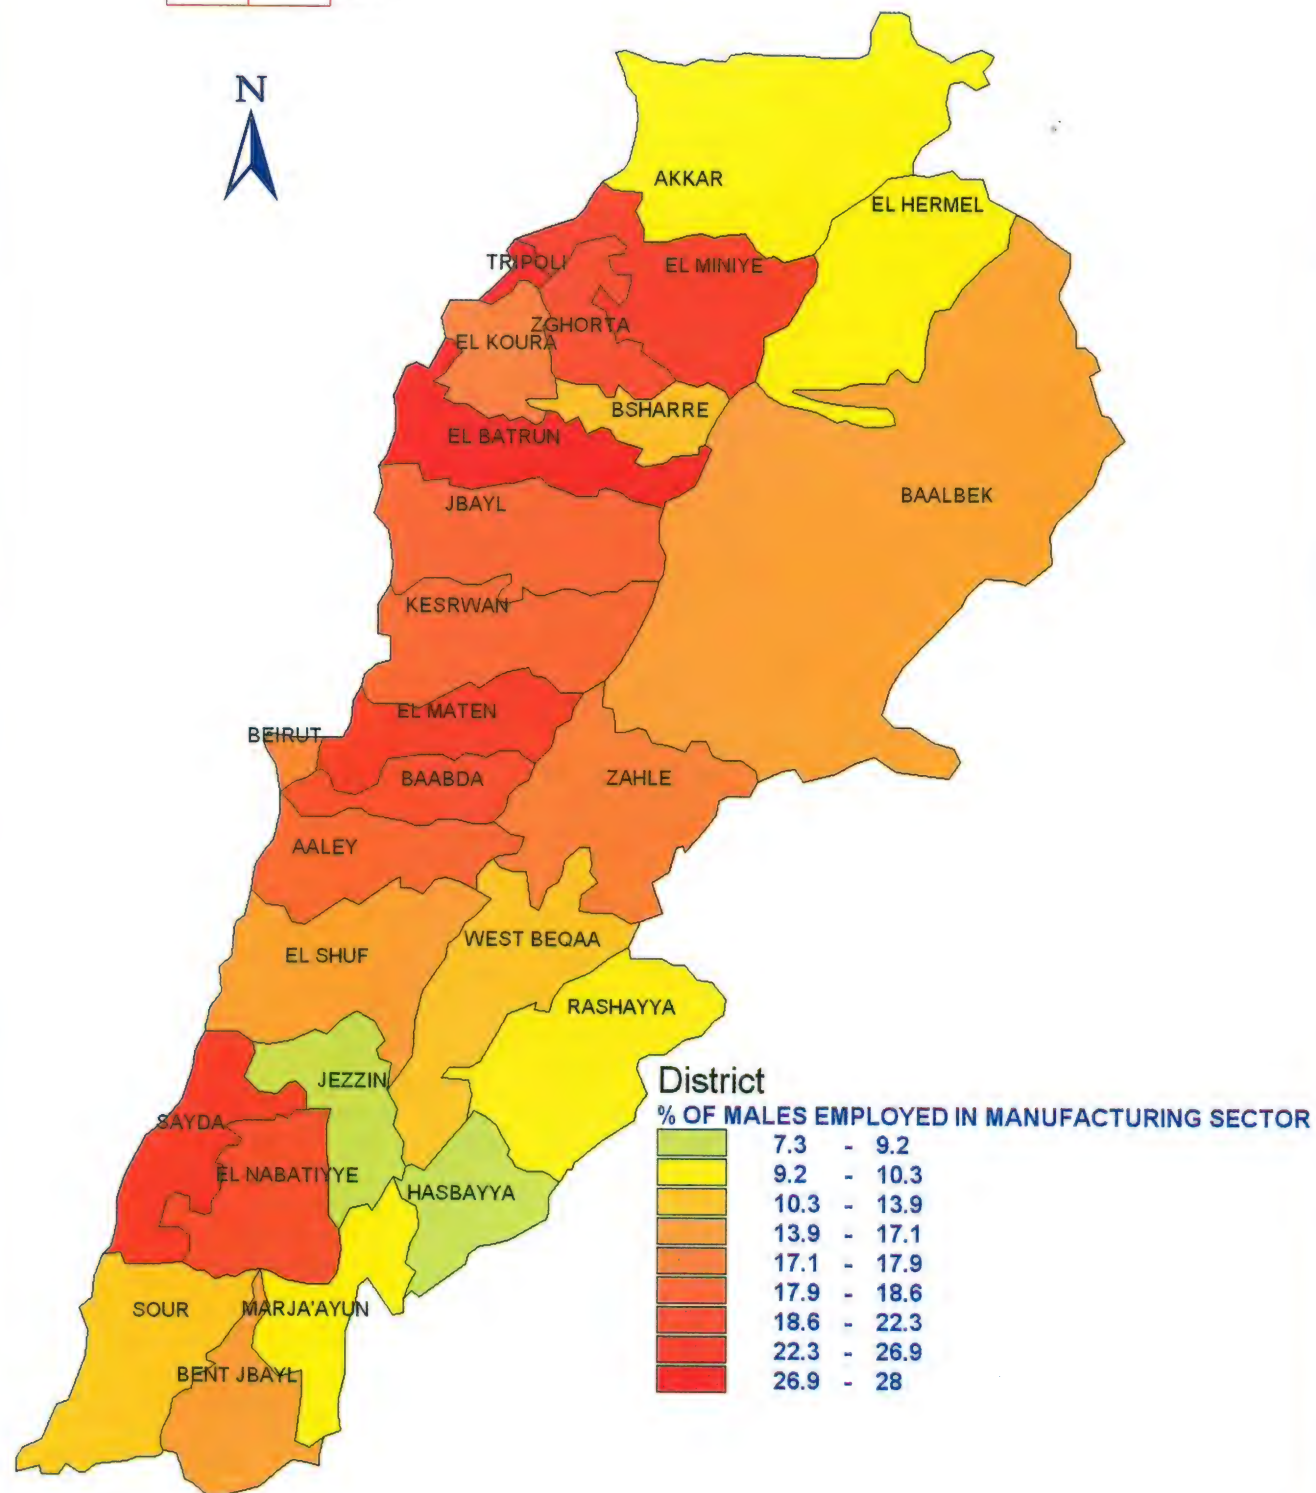 N
AKKAR
EL HERMEL
TRIPOLI
EL MINIYE
ZGHORTA
EL KOURA
BSHARRE
EL BATRUN
BAALBEK
JBAYL
KESRWAN
EL MATEN
BEIRUT
BAABDA
ZAHLE
AALEY
WEST BEQAA
EL SHUF
RASHAYYA
JEZZIN
SAYDA
EL NABATIYYE
HASBAYYA
SOUR
MARJA'AYUN
BENT JBAYL
District
% OF MALES EMPLOYED IN MANUFACTURING SECTOR
7.3 - 9.2
9.2 - 10.3
10.3 - 13.9
13.9 - 17.1
17.1 - 17.9
17.9 - 18.6
18.6 - 22.3
22.3 - 26.9
26.9 - 28